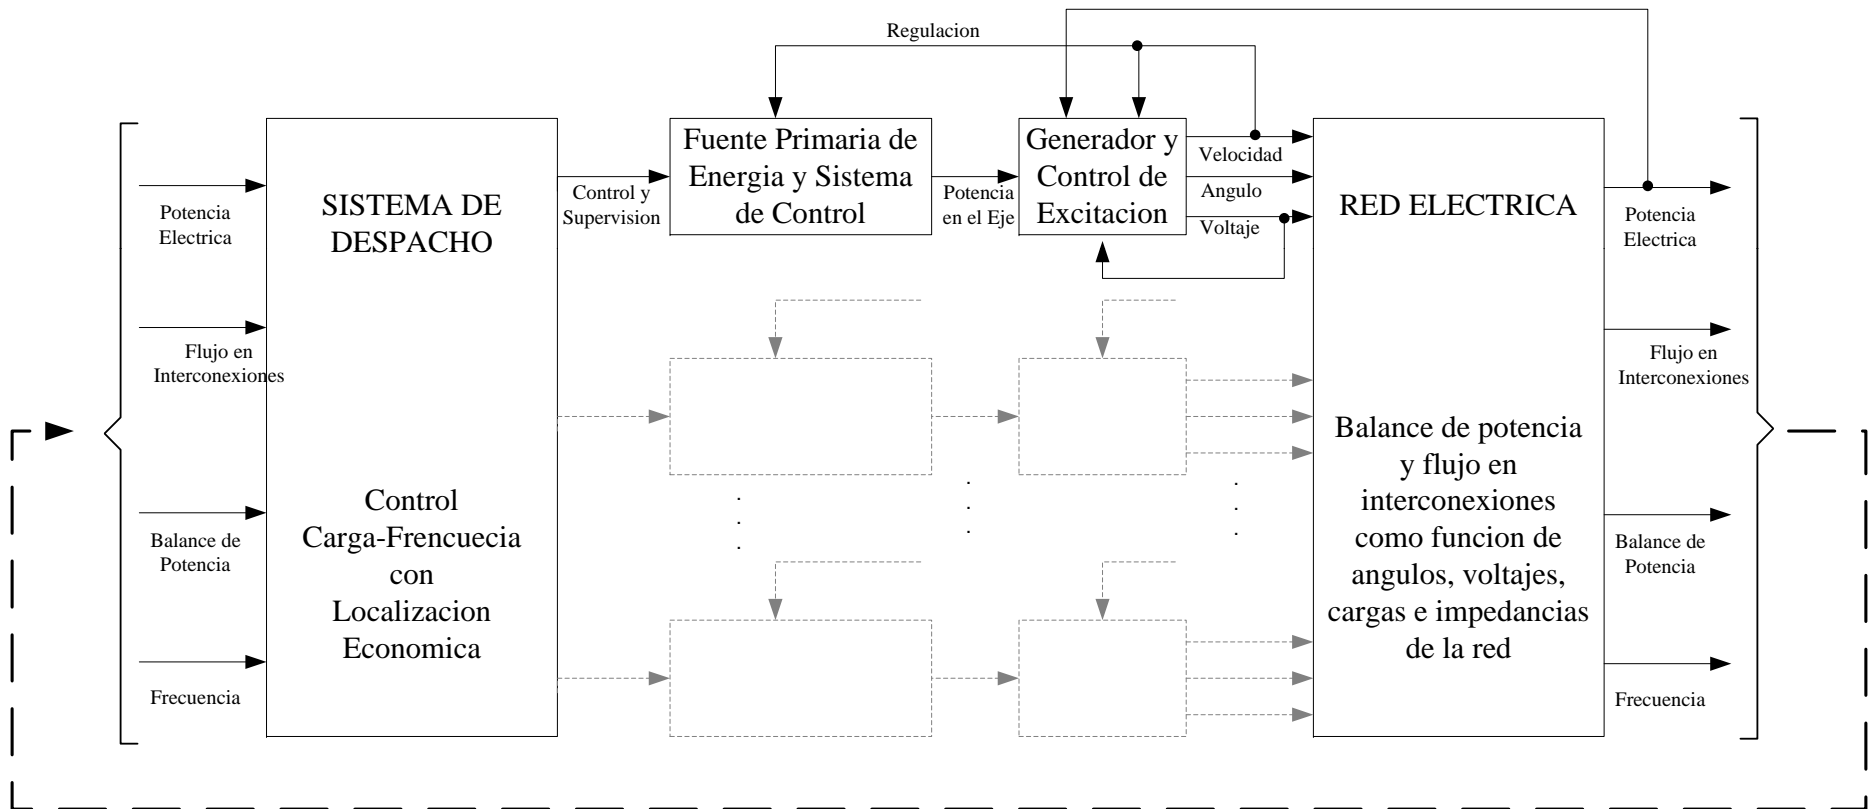 Regulacion
Potencia
Electrica
Flujo en
Interconexiones
Balance de
Potencia
Frecuencia
SISTEMA DE
DESPACHO
Control
Carga-Frencuecia
con
Localizacion
Economica
Control y
Supervision
Fuente Primaria de
Energia y Sistema
de Control
Potencia
en el Eje
Generador y
Control de
Excitacion
Velocidad
Angulo
Voltaje
RED ELECTRICA
Balance de potencia
y flujo en
interconexiones
como funcion de
angulos, voltajes,
cargas e impedancias
de la red
Potencia
Electrica
Flujo en
Interconexiones
Balance de
Potencia
Frecuencia